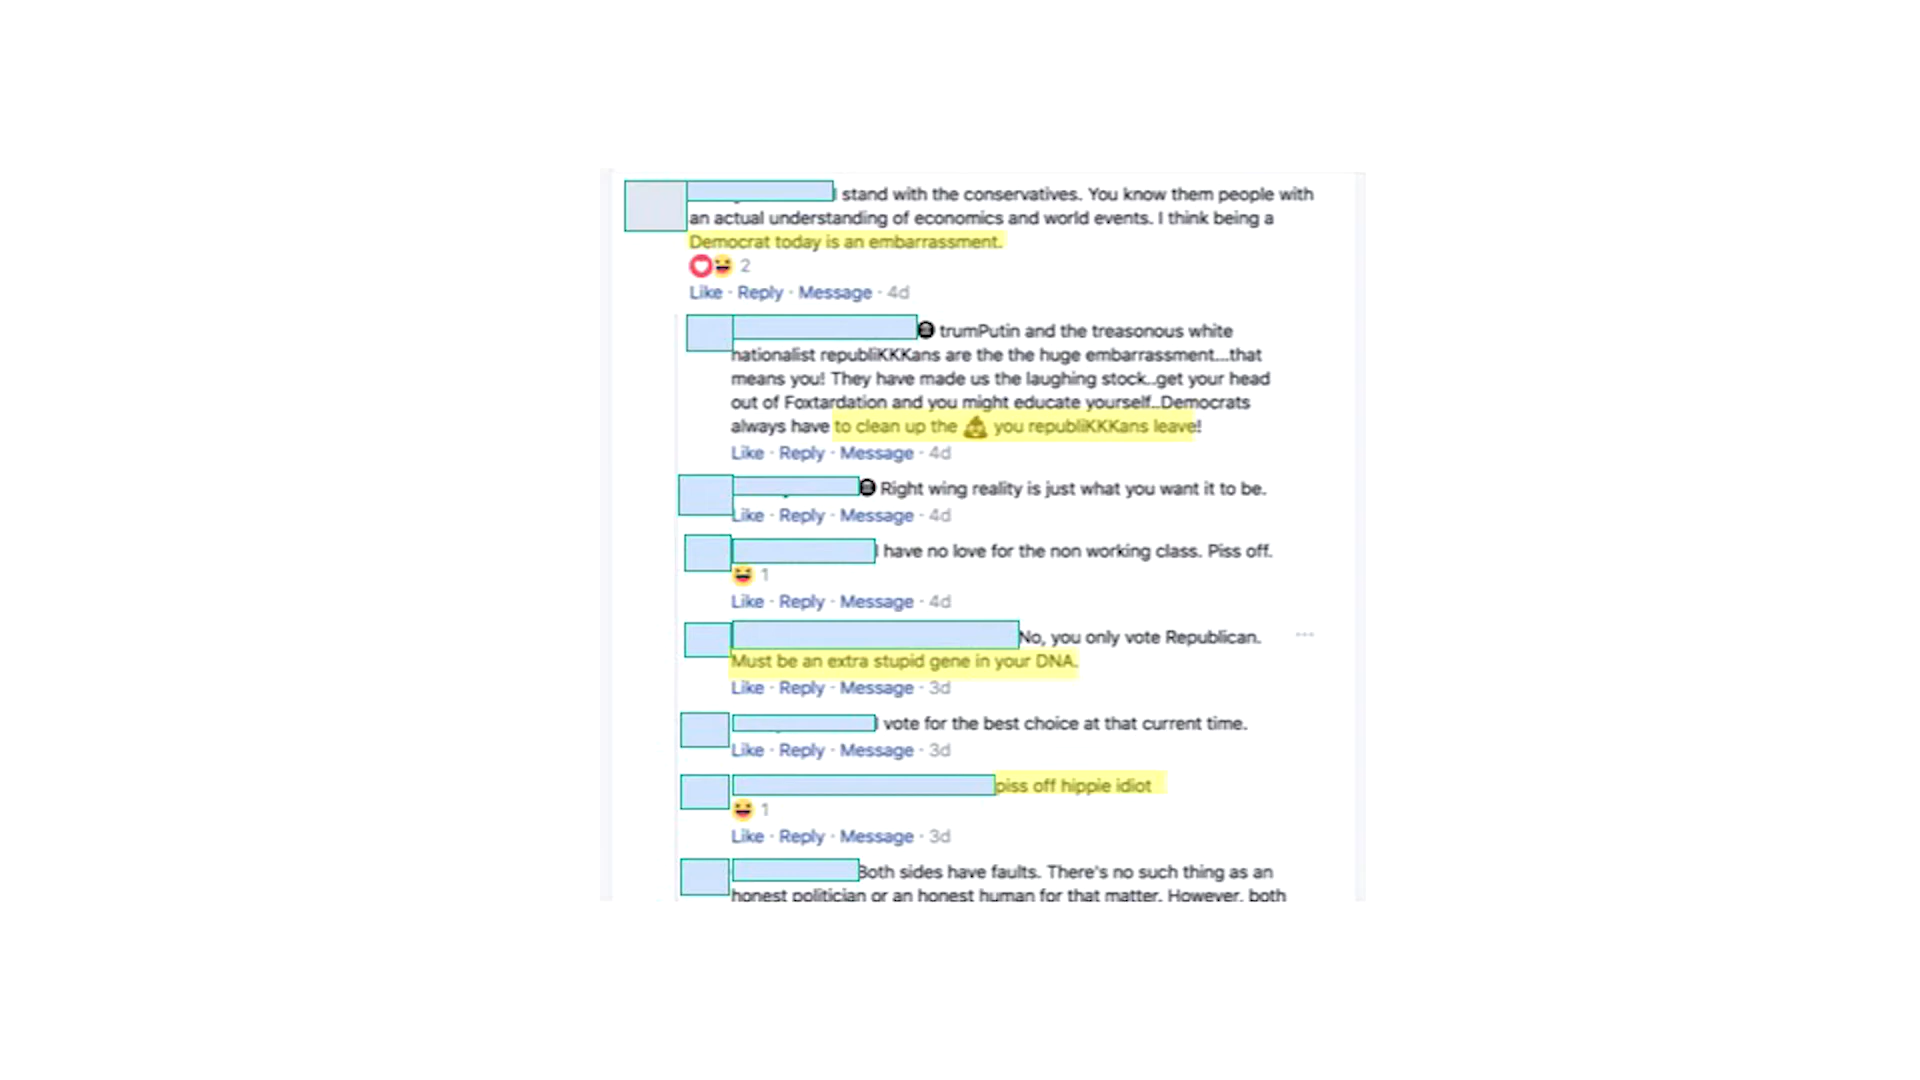 I stand with the conservatives. You know them people with
an actual understanding of economics and world events. I think being a
Democrat today is an embarrassment.
2
Like · Reply · Message · 4d
trumPutin and the treasonous white
nationalist republiKKKans are the the huge embarrassment...that
means you! They have made us the laughing stock..get your head
out of Foxtardation and you might educate yourself..Democrats
always have to clean up the 💩 you republiKKKans leave!
Like · Reply · Message · 4d
Right wing reality is just what you want it to be.
Like · Reply · Message · 4d
I have no love for the non working class. Piss off.
1
Like · Reply · Message · 4d
No, you only vote Republican.
Must be an extra stupid gene in your DNA.
Like · Reply · Message · 3d
I vote for the best choice at that current time.
Like · Reply · Message · 3d
piss off hippie idiot
1
Like · Reply · Message · 3d
Both sides have faults. There's no such thing as an
honest politician or an honest human for that matter. However, both